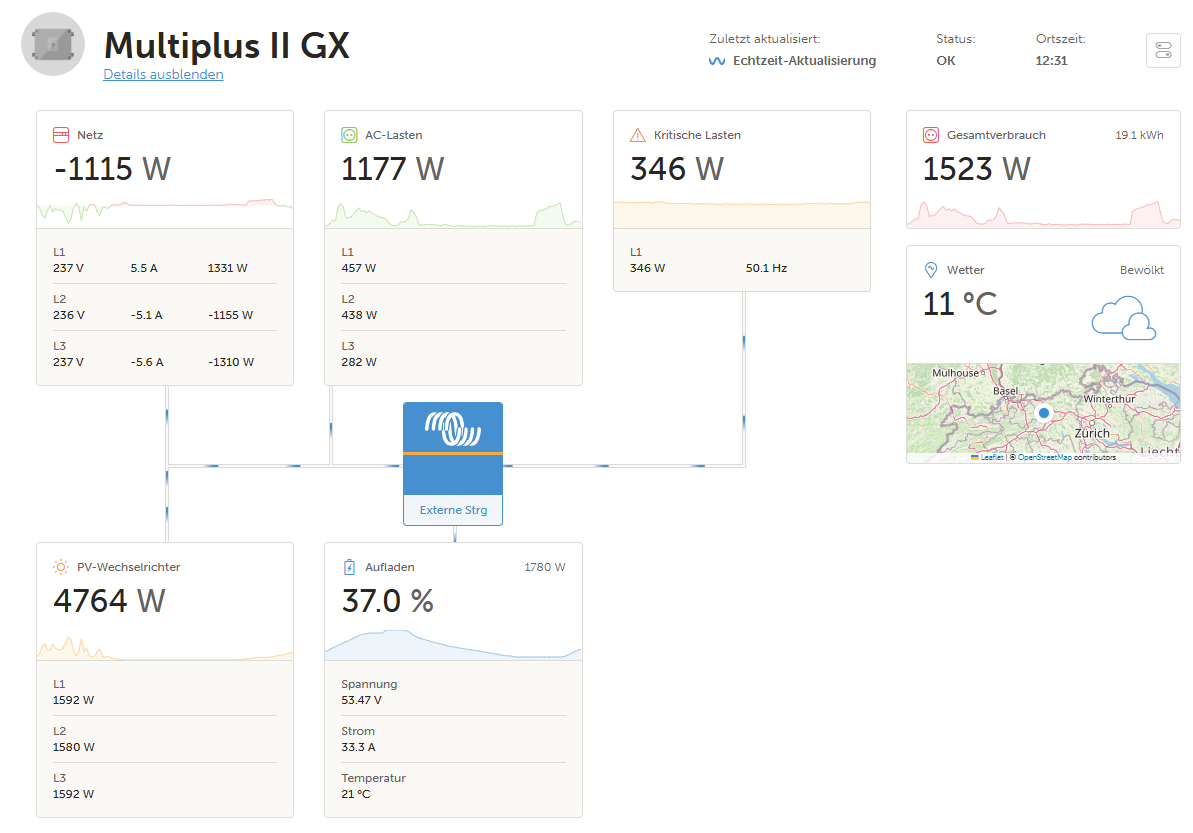 Multiplus II GX
Details ausblenden
Zuletzt aktualisiert:
Echtzeit-Aktualisierung
Status:
OK
Ortszeit:
12:31
Netz
-1115 W
L1
237 V 5.5 A 1331 W
L2
236 V -5.1 A -1155 W
L3
237 V -5.6 A -1310 W
AC-Lasten
1177 W
L1
457 W
L2
438 W
L3
282 W
Kritische Lasten
346 W
L1
346 W 50.1 Hz
Gesamtverbrauch 19.1 kWh
1523 W
Wetter Bewölkt
11 °C
Mulhouse
Basel
Winterthur
Zürich
Liecht
Leaflet | © OpenStreetMap contributors
Externe Strg
PV-Wechselrichter
4764 W
L1
1592 W
L2
1580 W
L3
1592 W
Aufladen 1780 W
37.0 %
Spannung
53.47 V
Strom
33.3 A
Temperatur
21 °C